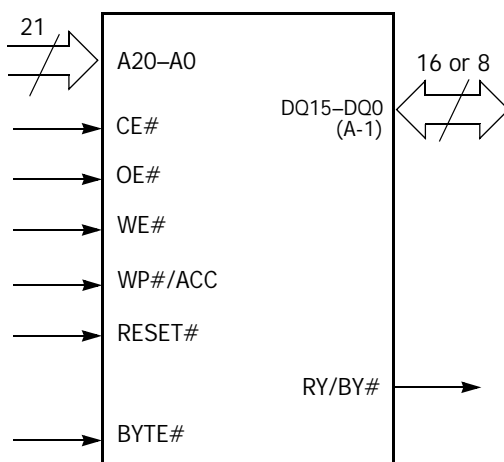 21
A20–A0
16 or 8
DQ15–DQ0
(A-1)
CE#
OE#
WE#
WP#/ACC
RESET#
RY/BY#
BYTE#